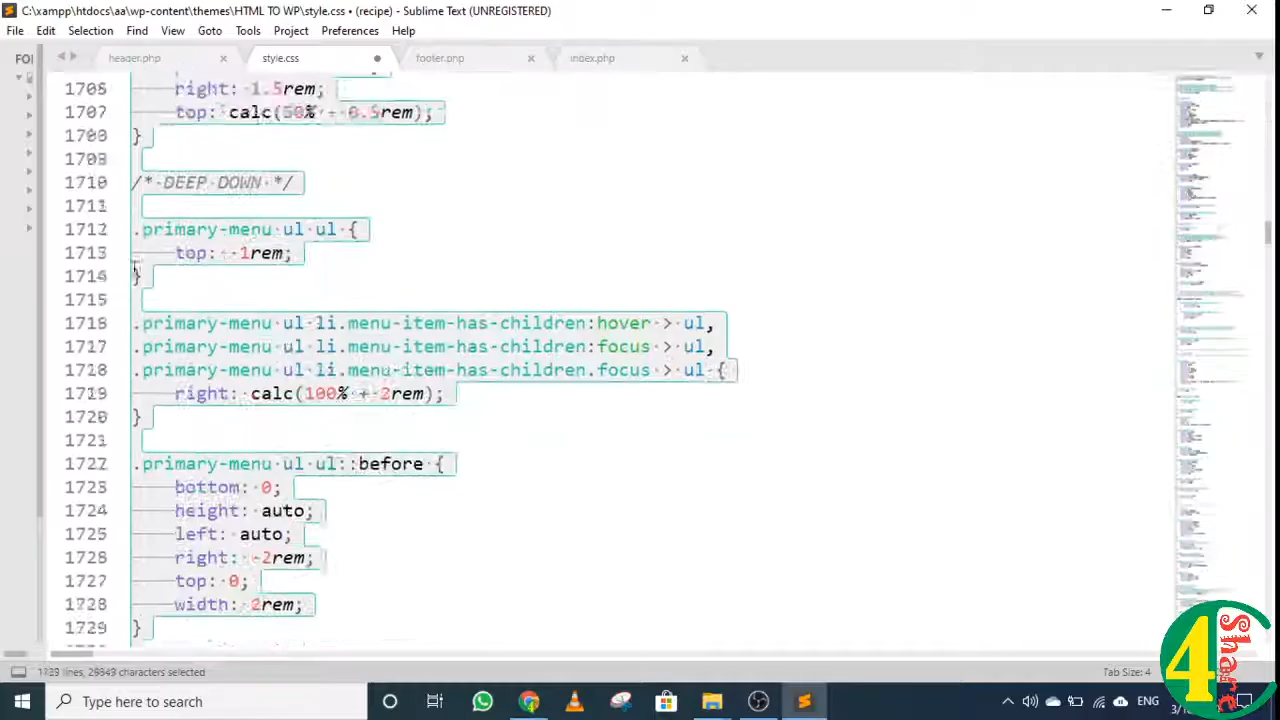 C:\xampp\htdocs\aa\wp-content\themes\HTML TO WP\style.css • (recipe) - Sublime Text (UNREGISTERED)
File Edit Selection Find View Goto Tools Project Preferences Help
FOI header.php style.css footer.php index.php
1706 right: 1.5rem;
1707 top: calc(50% - 0.5rem);
1708 }
1709
1710 /* DEEP DOWN */
1711
1712 .primary-menu ul ul {
1713 top: -1rem;
1714 }
1715
1716 .primary-menu ul li.menu-item-has-children:hover > ul,
1717 .primary-menu ul li.menu-item-has-children:focus > ul,
1718 .primary-menu ul li.menu-item-has-children.focus > ul {
1719 right: calc(100% + 2rem);
1720 }
1721
1722 .primary-menu ul ul::before {
1723 bottom: 0;
1724 height: auto;
1725 left: auto;
1726 right: -2rem;
1727 top: 0;
1728 width: 2rem;
1729 }
characters selected
Tab Size: 4
Type here to search
ENG
4 Share